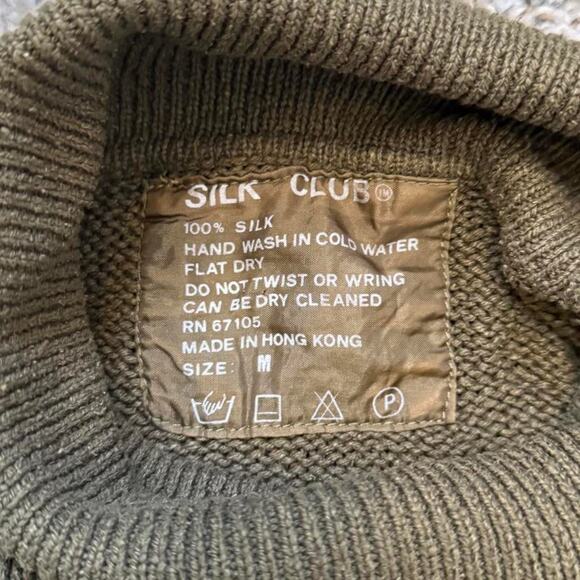 SILK CLUB™
100% SILK
HAND WASH IN COLD WATER
FLAT DRY
DO NOT TWIST OR WRING
CAN BE DRY CLEANED
RN 67105
MADE IN HONG KONG
SIZE: M
P